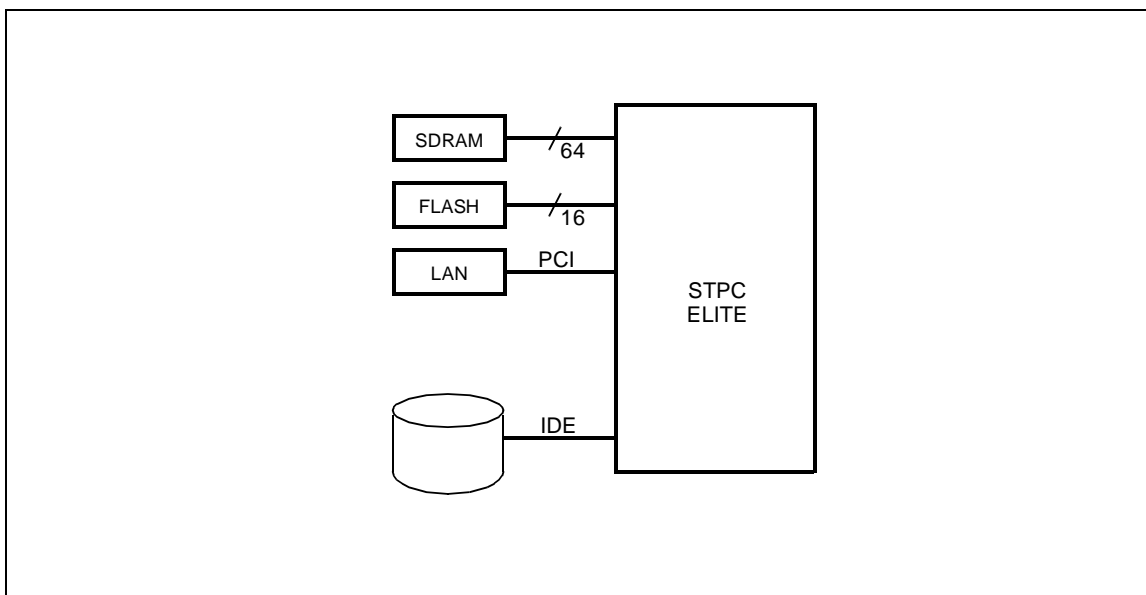 SDRAM
64
FLASH
16
LAN
PCI
STPC
ELITE
IDE